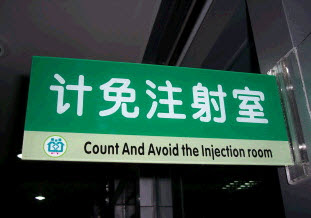 计免注射室
Count And Avoid the Injection room